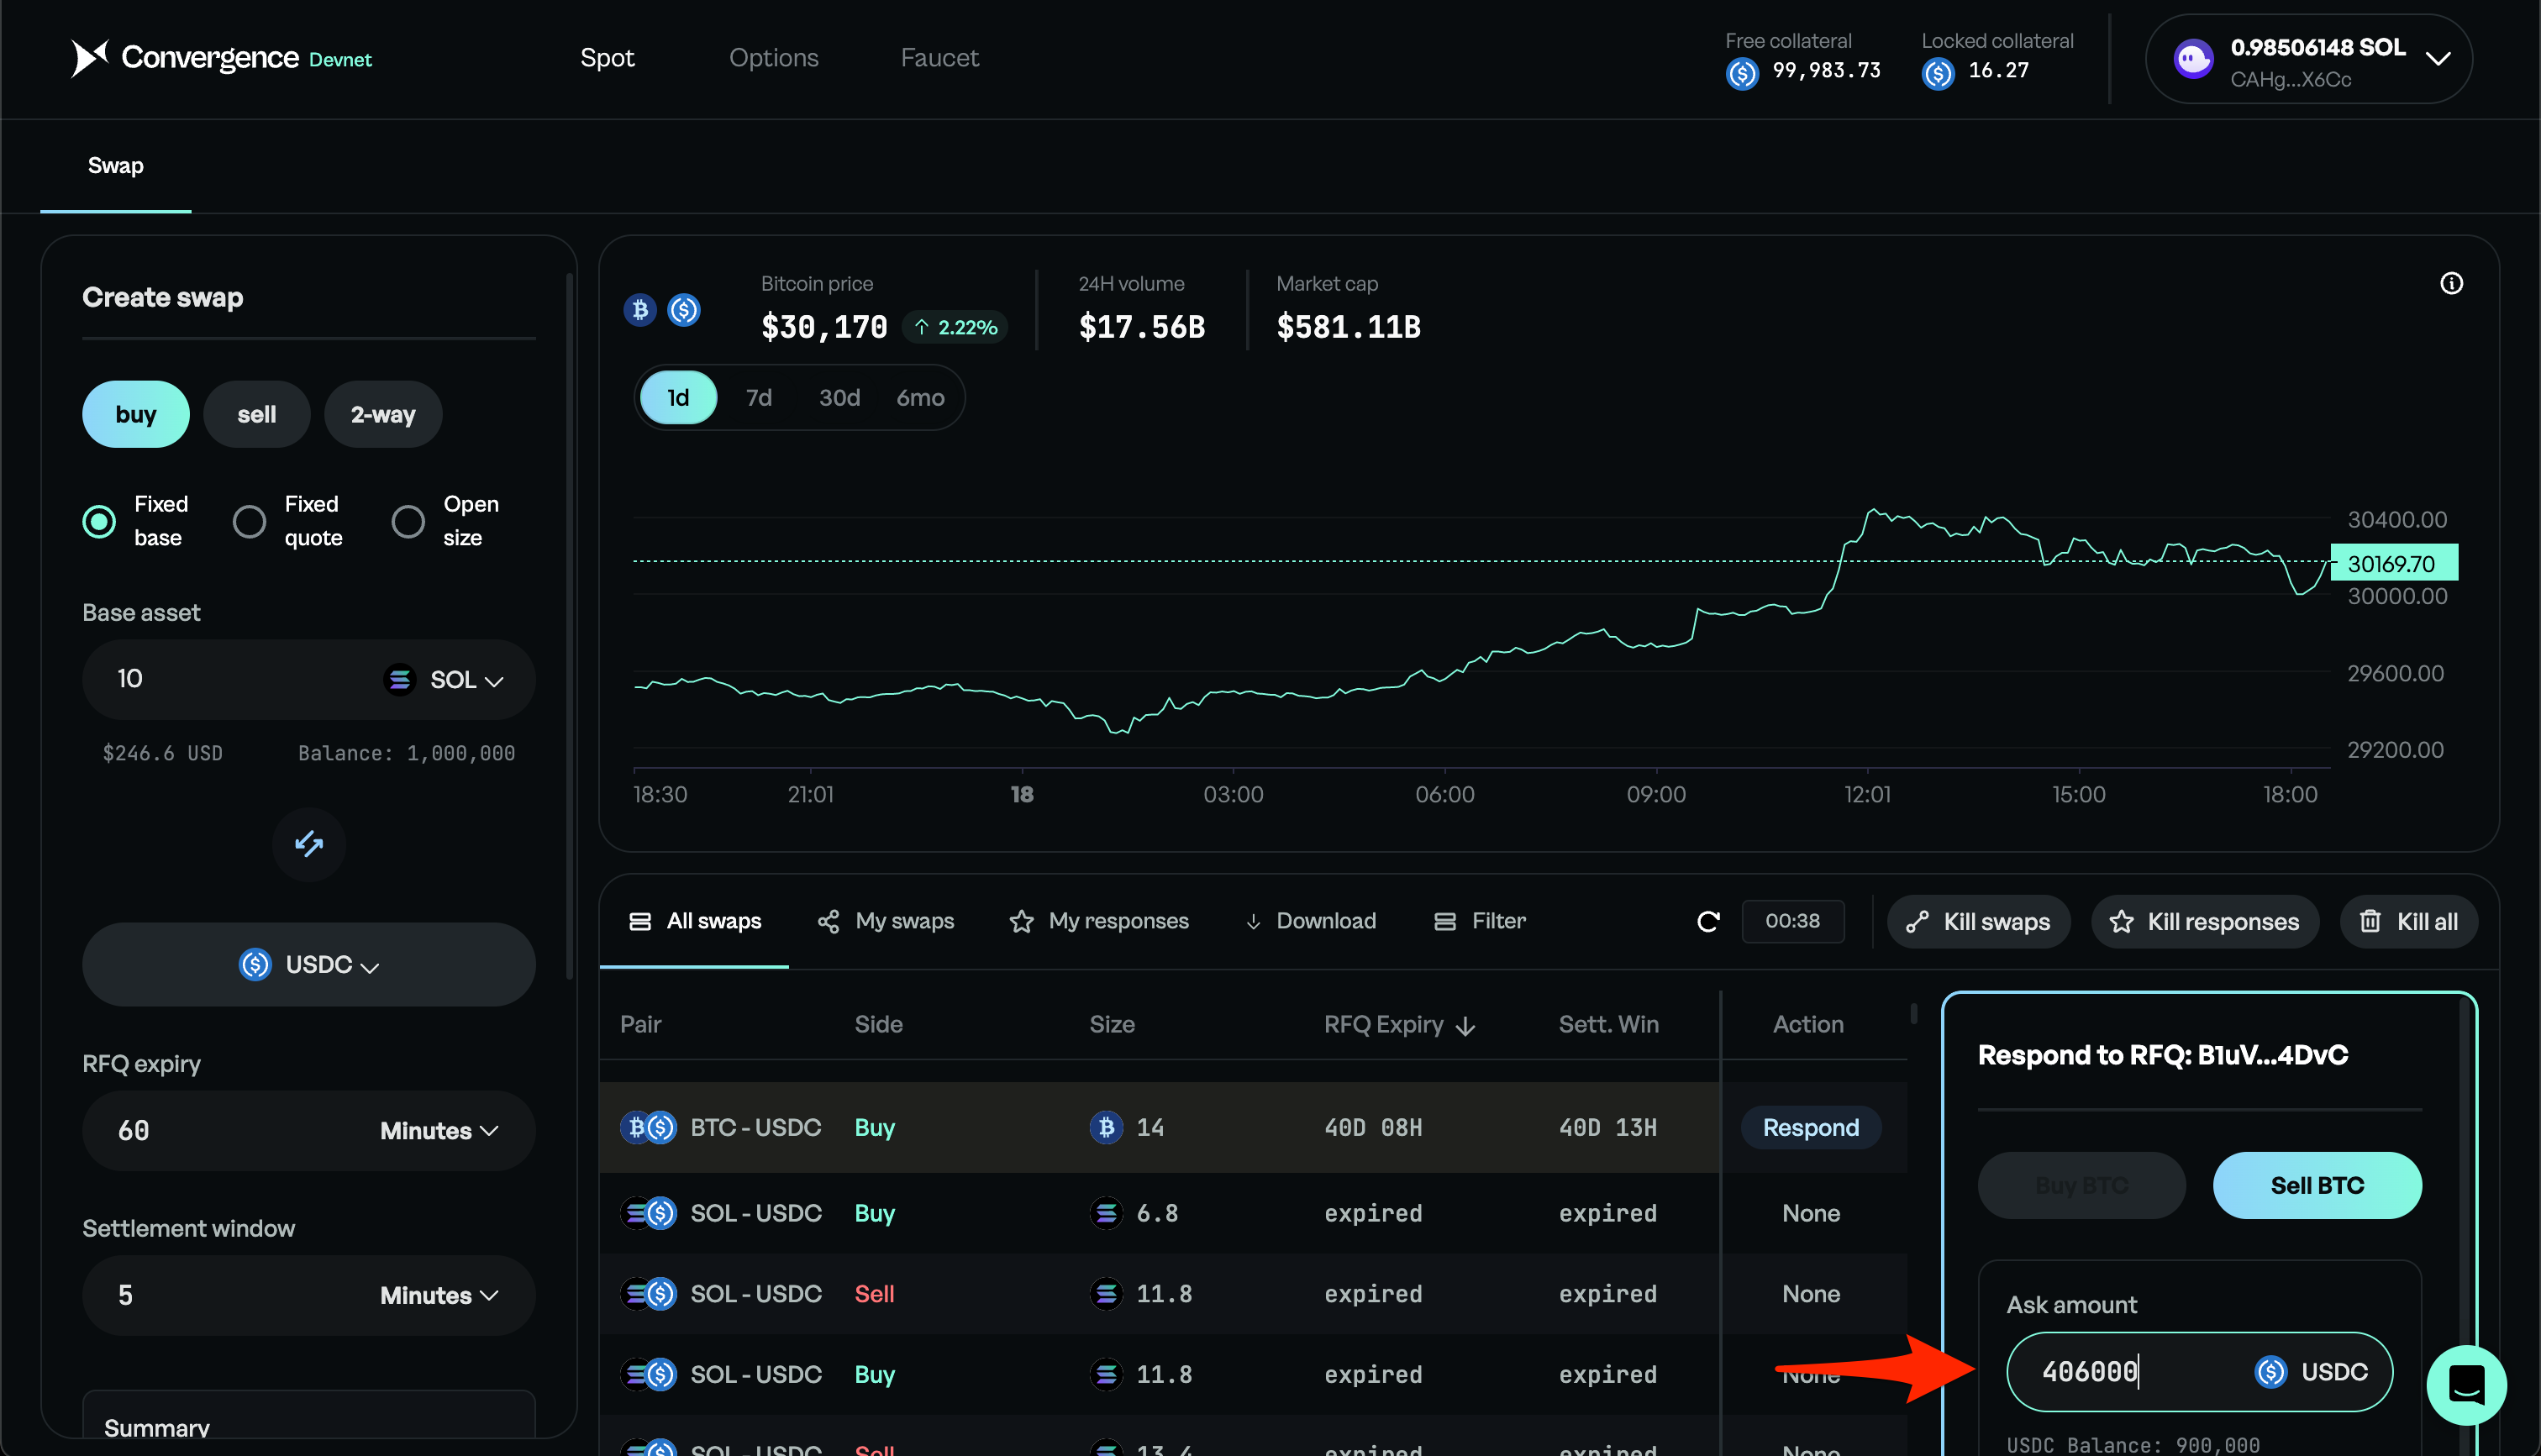 Convergence Devnet
Spot
Options
Faucet
Free collateral
99,983.73
Locked collateral
16.27
0.98506148 SOL
CAHg...X6Cc
Swap
Create swap
buy
sell
2-way
Fixed base
Fixed quote
Open size
Base asset
10
SOL
$246.6 USD
Balance: 1,000,000
USDC
RFQ expiry
60
Minutes
Settlement window
5
Minutes
Summary
Bitcoin price
$30,170
↑ 2.22%
24H volume
$17.56B
Market cap
$581.11B
1d
7d
30d
6mo
30400.00
30169.70
30000.00
29600.00
29200.00
18:30
21:01
18
03:00
06:00
09:00
12:01
15:00
18:00
All swaps
My swaps
My responses
Download
Filter
00:38
Kill swaps
Kill responses
Kill all
Pair Side Size RFQ Expiry Sett. Win Action
BTC - USDC Buy 14 40D 08H 40D 13H Respond
SOL - USDC Buy 6.8 expired expired None
SOL - USDC Sell 11.8 expired expired None
SOL - USDC Buy 11.8 expired expired None
SOL - USDC Sell 13.4 expired expired None
Respond to RFQ: B1uV...4DvC
Buy BTC
Sell BTC
Ask amount
406000
USDC
USDC Balance: 900,000